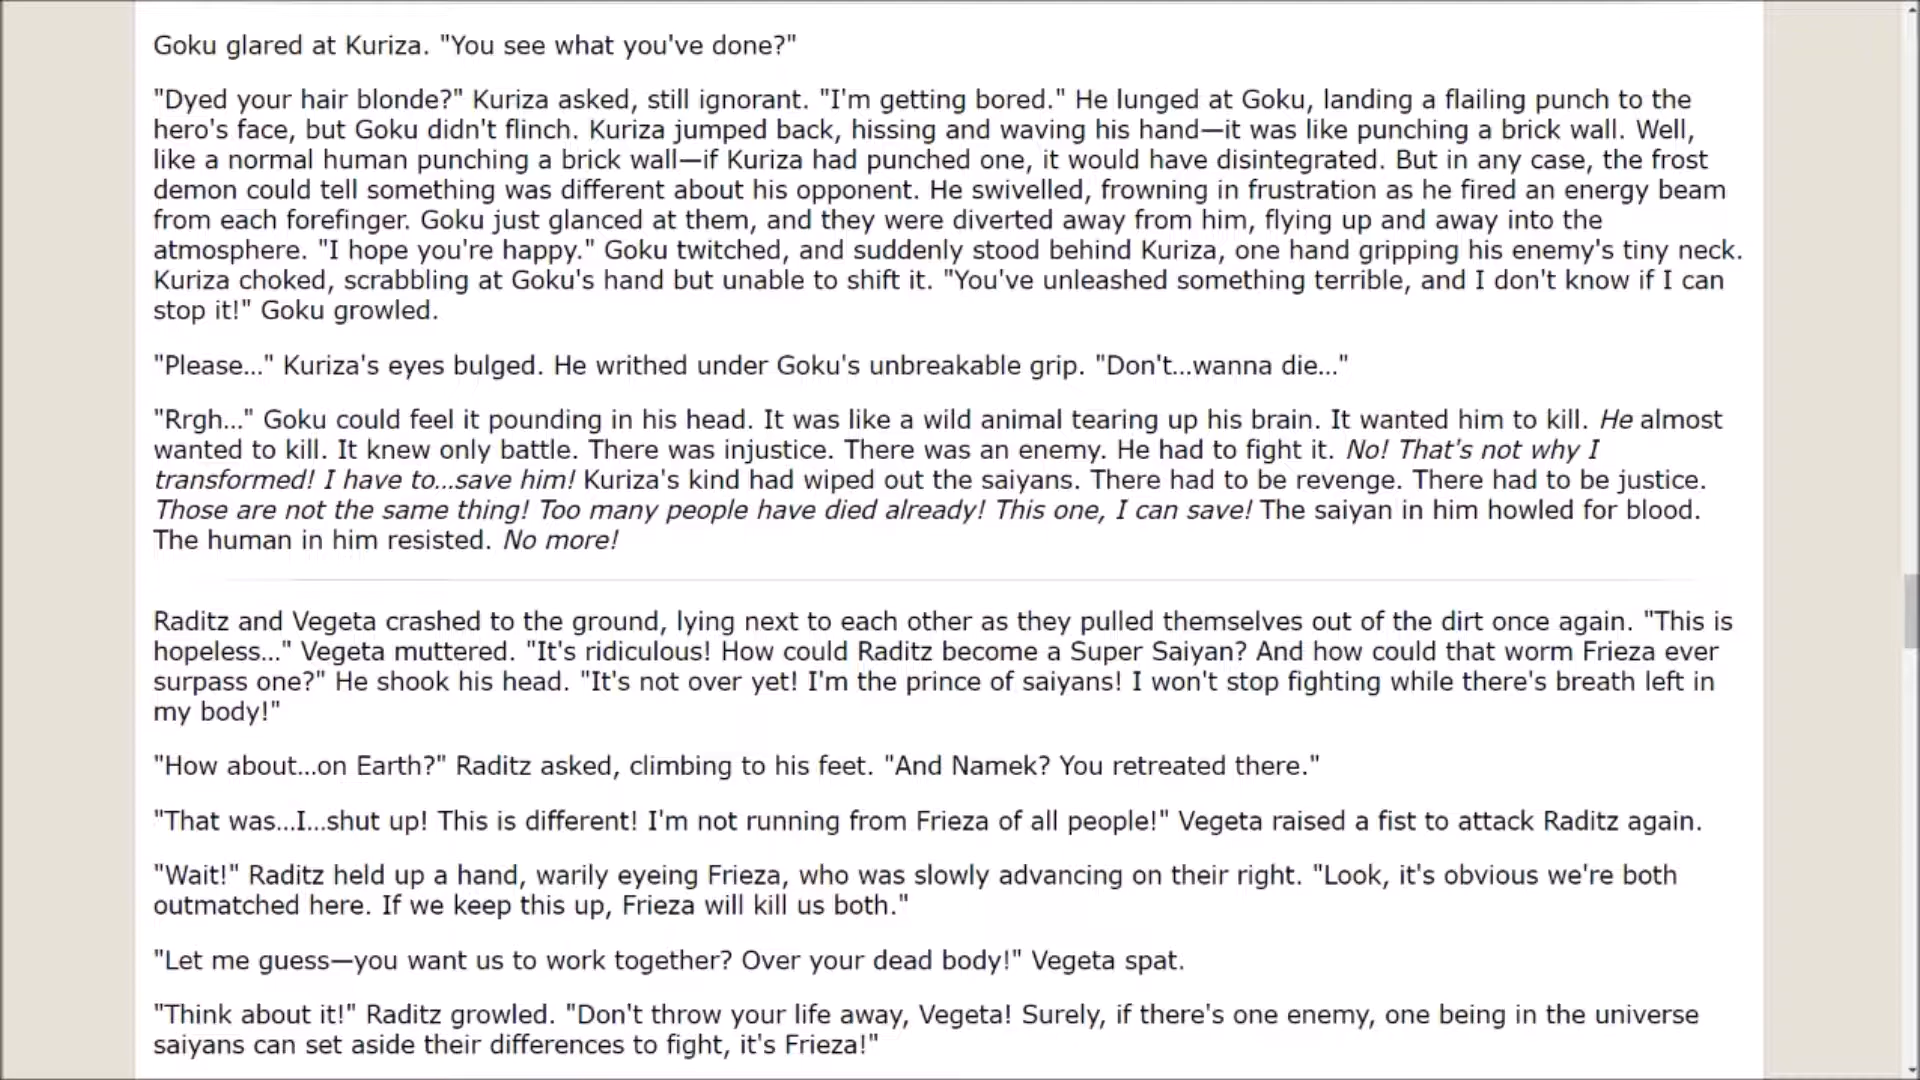 Goku glared at Kuriza. "You see what you've done?"
"Dyed your hair blonde?" Kuriza asked, still ignorant. "I'm getting bored." He lunged at Goku, landing a flailing punch to the
hero's face, but Goku didn't flinch. Kuriza jumped back, hissing and waving his hand—it was like punching a brick wall. Well,
like a normal human punching a brick wall—if Kuriza had punched one, it would have disintegrated. But in any case, the frost
demon could tell something was different about his opponent. He swivelled, frowning in frustration as he fired an energy beam
from each forefinger. Goku just glanced at them, and they were diverted away from him, flying up and away into the
atmosphere. "I hope you're happy." Goku twitched, and suddenly stood behind Kuriza, one hand gripping his enemy's tiny neck.
Kuriza choked, scrabbling at Goku's hand but unable to shift it. "You've unleashed something terrible, and I don't know if I can
stop it!" Goku growled.
"Please..." Kuriza's eyes bulged. He writhed under Goku's unbreakable grip. "Don't...wanna die..."
"Rrgh..." Goku could feel it pounding in his head. It was like a wild animal tearing up his brain. It wanted him to kill. He almost
wanted to kill. It knew only battle. There was injustice. There was an enemy. He had to fight it. No! That's not why I
transformed! I have to...save him! Kuriza's kind had wiped out the saiyans. There had to be revenge. There had to be justice.
Those are not the same thing! Too many people have died already! This one, I can save! The saiyan in him howled for blood.
The human in him resisted. No more!
Raditz and Vegeta crashed to the ground, lying next to each other as they pulled themselves out of the dirt once again. "This is
hopeless..." Vegeta muttered. "It's ridiculous! How could Raditz become a Super Saiyan? And how could that worm Frieza ever
surpass one?" He shook his head. "It's not over yet! I'm the prince of saiyans! I won't stop fighting while there's breath left in
my body!"
"How about...on Earth?" Raditz asked, climbing to his feet. "And Namek? You retreated there."
"That was...I...shut up! This is different! I'm not running from Frieza of all people!" Vegeta raised a fist to attack Raditz again.
"Wait!" Raditz held up a hand, warily eyeing Frieza, who was slowly advancing on their right. "Look, it's obvious we're both
outmatched here. If we keep this up, Frieza will kill us both."
"Let me guess—you want us to work together? Over your dead body!" Vegeta spat.
"Think about it!" Raditz growled. "Don't throw your life away, Vegeta! Surely, if there's one enemy, one being in the universe
saiyans can set aside their differences to fight, it's Frieza!"